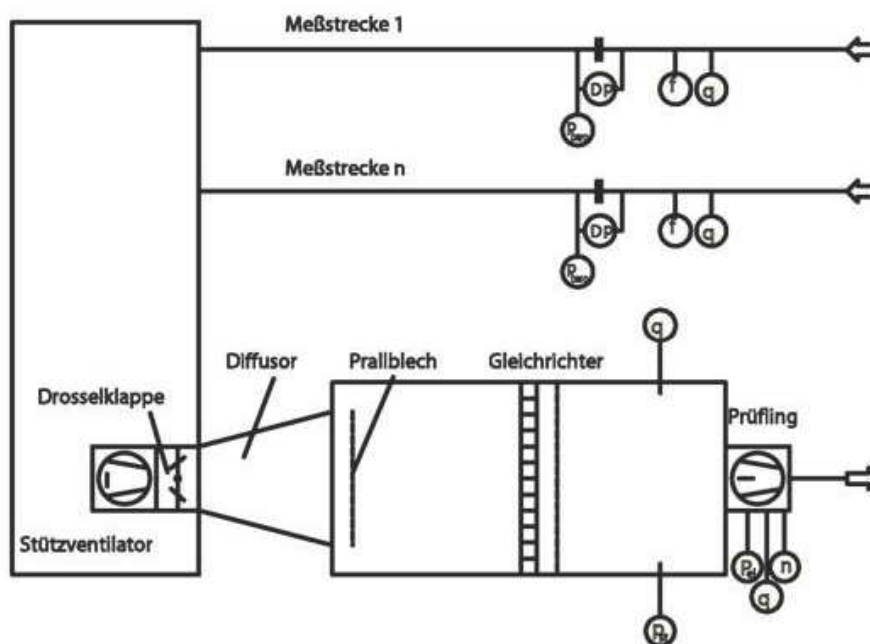 Meßstrecke 1
Dp
f
q
Meßstrecke n
Dp
f
q
q
Diffusor
Prallblech
Gleichrichter
Drosselklappe
Prüfling
Stützventilator
n
q